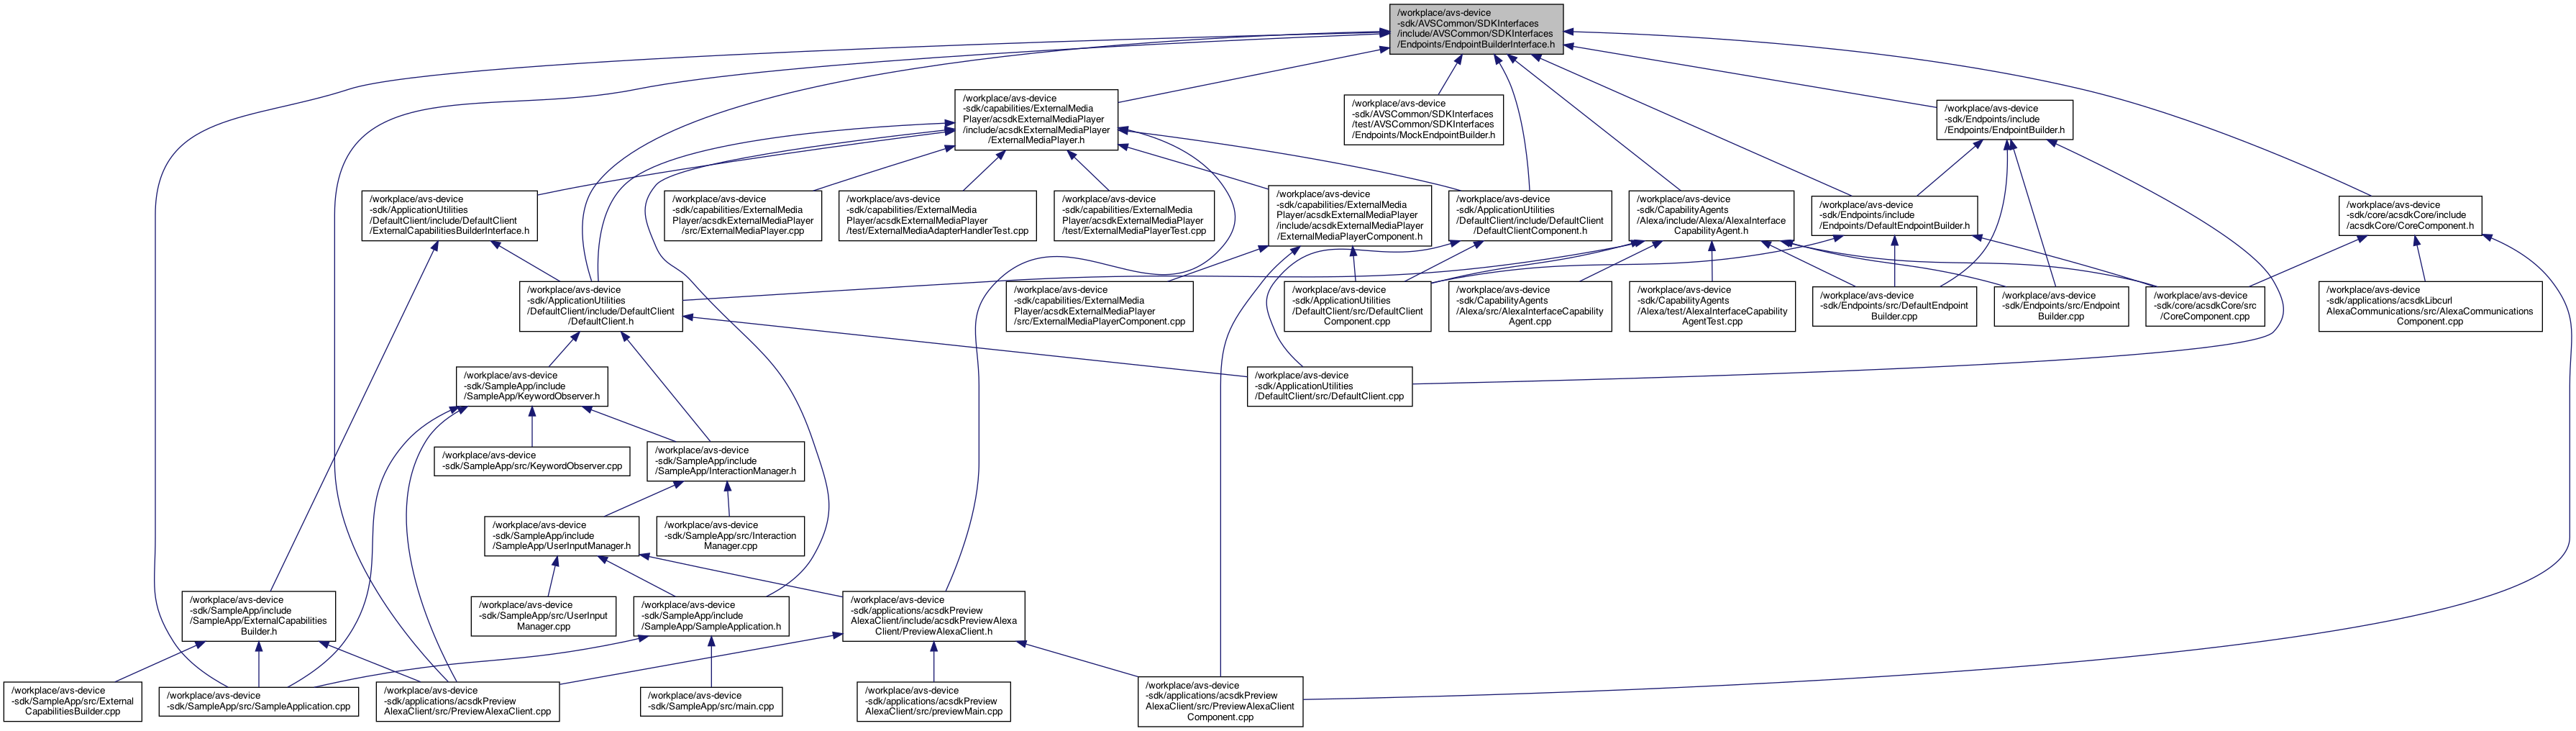 /workplace/avs-device
-sdk/AVSCommon/SDKInterfaces
/include/AVSCommon/SDKInterfaces
/Endpoints/EndpointBuilderInterface.h
/workplace/avs-device
-sdk/capabilities/ExternalMedia
Player/acsdkExternalMediaPlayer
/include/acsdkExternalMediaPlayer
/ExternalMediaPlayer.h
/workplace/avs-device
-sdk/AVSCommon/SDKInterfaces
/test/AVSCommon/SDKInterfaces
/Endpoints/MockEndpointBuilder.h
/workplace/avs-device
-sdk/Endpoints/include
/Endpoints/EndpointBuilder.h
/workplace/avs-device
-sdk/ApplicationUtilities
/DefaultClient/include/DefaultClient
/ExternalCapabilitiesBuilderInterface.h
/workplace/avs-device
-sdk/capabilities/ExternalMedia
Player/acsdkExternalMediaPlayer
/src/ExternalMediaPlayer.cpp
/workplace/avs-device
-sdk/capabilities/ExternalMedia
Player/acsdkExternalMediaPlayer
/test/ExternalMediaAdapterHandlerTest.cpp
/workplace/avs-device
-sdk/capabilities/ExternalMedia
Player/acsdkExternalMediaPlayer
/test/ExternalMediaPlayerTest.cpp
/workplace/avs-device
-sdk/capabilities/ExternalMedia
Player/acsdkExternalMediaPlayer
/include/acsdkExternalMediaPlayer
/ExternalMediaPlayerComponent.h
/workplace/avs-device
-sdk/ApplicationUtilities
/DefaultClient/include/DefaultClient
/DefaultClientComponent.h
/workplace/avs-device
-sdk/CapabilityAgents
/Alexa/include/Alexa/AlexaInterface
CapabilityAgent.h
/workplace/avs-device
-sdk/Endpoints/include
/Endpoints/DefaultEndpointBuilder.h
/workplace/avs-device
-sdk/core/acsdkCore/include
/acsdkCore/CoreComponent.h
/workplace/avs-device
-sdk/ApplicationUtilities
/DefaultClient/include/DefaultClient
/DefaultClient.h
/workplace/avs-device
-sdk/capabilities/ExternalMedia
Player/acsdkExternalMediaPlayer
/src/ExternalMediaPlayerComponent.cpp
/workplace/avs-device
-sdk/ApplicationUtilities
/DefaultClient/src/DefaultClient
Component.cpp
/workplace/avs-device
-sdk/CapabilityAgents
/Alexa/src/AlexaInterfaceCapability
Agent.cpp
/workplace/avs-device
-sdk/CapabilityAgents
/Alexa/test/AlexaInterfaceCapability
AgentTest.cpp
/workplace/avs-device
-sdk/Endpoints/src/DefaultEndpoint
Builder.cpp
/workplace/avs-device
-sdk/Endpoints/src/Endpoint
Builder.cpp
/workplace/avs-device
-sdk/core/acsdkCore/src
/CoreComponent.cpp
/workplace/avs-device
-sdk/applications/acsdkLibcurl
AlexaCommunications/src/AlexaCommunications
Component.cpp
/workplace/avs-device
-sdk/SampleApp/include
/SampleApp/KeywordObserver.h
/workplace/avs-device
-sdk/ApplicationUtilities
/DefaultClient/src/DefaultClient.cpp
/workplace/avs-device
-sdk/SampleApp/src/KeywordObserver.cpp
/workplace/avs-device
-sdk/SampleApp/include
/SampleApp/InteractionManager.h
/workplace/avs-device
-sdk/SampleApp/include
/SampleApp/UserInputManager.h
/workplace/avs-device
-sdk/SampleApp/src/Interaction
Manager.cpp
/workplace/avs-device
-sdk/SampleApp/include
/SampleApp/ExternalCapabilities
Builder.h
/workplace/avs-device
-sdk/SampleApp/src/UserInput
Manager.cpp
/workplace/avs-device
-sdk/SampleApp/include
/SampleApp/SampleApplication.h
/workplace/avs-device
-sdk/applications/acsdkPreview
AlexaClient/include/acsdkPreviewAlexa
Client/PreviewAlexaClient.h
/workplace/avs-device
-sdk/SampleApp/src/External
CapabilitiesBuilder.cpp
/workplace/avs-device
-sdk/SampleApp/src/SampleApplication.cpp
/workplace/avs-device
-sdk/applications/acsdkPreview
AlexaClient/src/PreviewAlexaClient.cpp
/workplace/avs-device
-sdk/SampleApp/src/main.cpp
/workplace/avs-device
-sdk/applications/acsdkPreview
AlexaClient/src/previewMain.cpp
/workplace/avs-device
-sdk/applications/acsdkPreview
AlexaClient/src/PreviewAlexaClient
Component.cpp